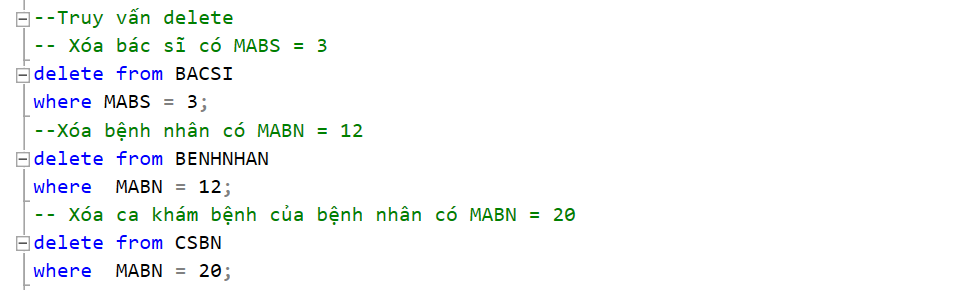 --Truy vấn delete
-- Xóa bác sĩ có MABS = 3
delete from BACSI
where MABS = 3;
--Xóa bệnh nhân có MABN = 12
delete from BENHNHAN
where  MABN = 12;
-- Xóa ca khám bệnh của bệnh nhân có MABN = 20
delete from CSBN
where  MABN = 20;